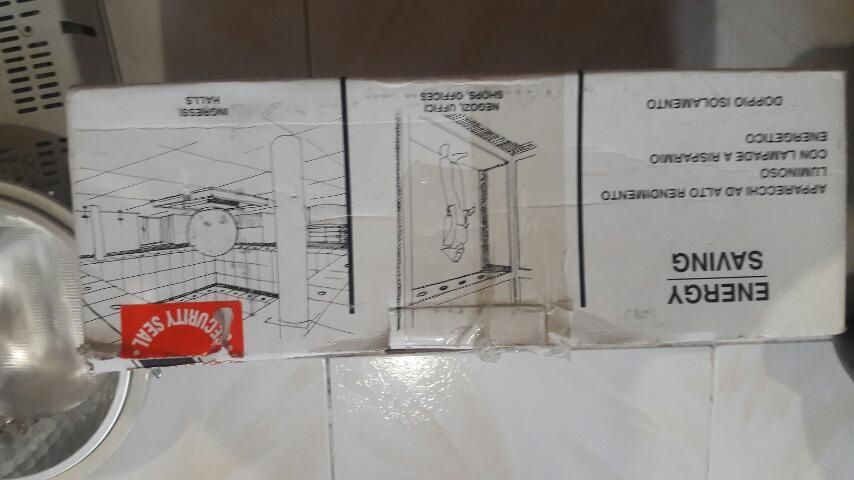 ENERGY
SAVING
APPARECCHI AD ALTO RENDIMENTO
LUMINOSO
CON LAMPADE A RISPARMIO
ENERGETICO
DOPPIO ISOLAMENTO
NEGOZI, UFFICI
SHOPS, OFFICES
INGRESSI
HALLS
SECURITY SEAL